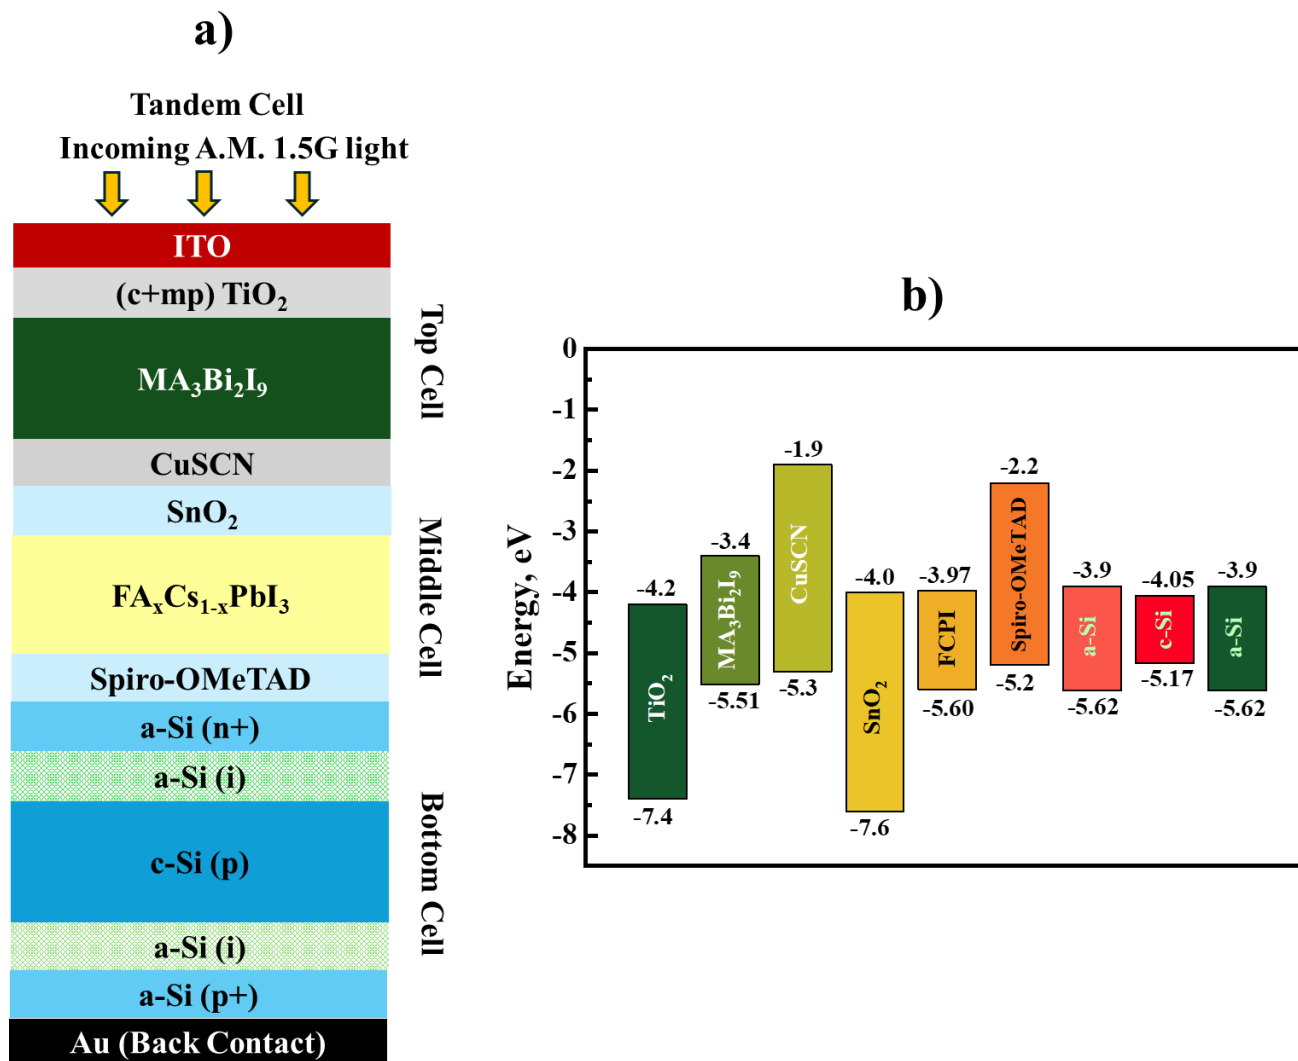 a)
Tandem Cell
Incoming A.M. 1.5G light
ITO
(c+mp) TiO₂
MA₃Bi₂I₉
CuSCN
SnO₂
FAₓCs₁₋ₓPbI₃
Spiro-OMeTAD
a-Si (n+)
a-Si (i)
c-Si (p)
a-Si (i)
a-Si (p+)
Au (Back Contact)
Top Cell
Middle Cell
Bottom Cell
b)
Energy, eV
0
-1
-2
-3
-4
-5
-6
-7
-8
-4.2
TiO₂
-7.4
-3.4
MA₃Bi₂I₉
-5.51
-1.9
CuSCN
-5.3
-4.0
SnO₂
-7.6
-3.97
FCPI
-5.60
-2.2
Spiro-OMeTAD
-5.2
-3.9
a-Si
-5.62
-4.05
c-Si
-5.17
-3.9
a-Si
-5.62